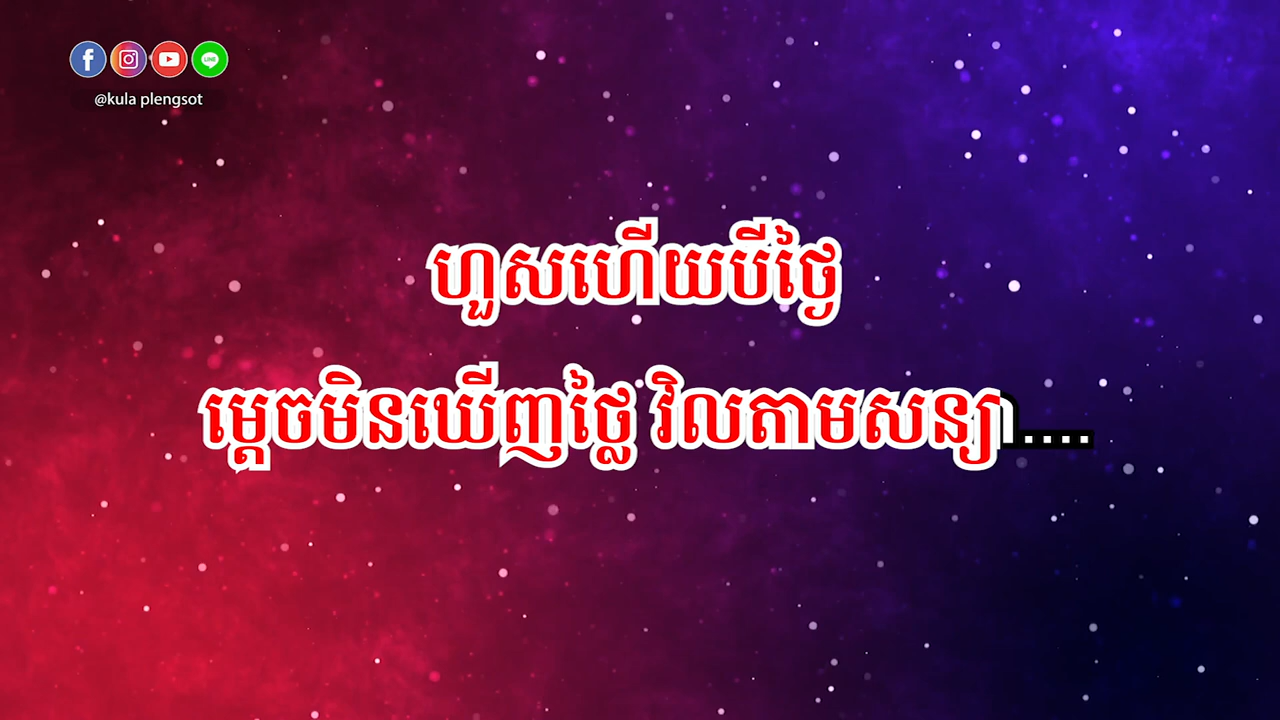 @kula plengsot
ហួសហើយបីថ្ងៃ
ម្ដេចមិនឃើញថ្លៃ វិលតាមសន្យា....